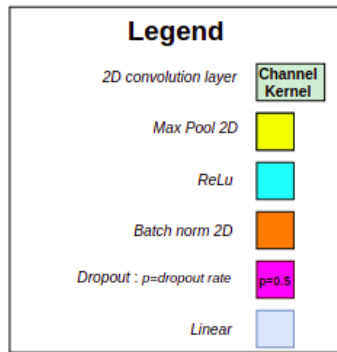 Legend
2D convolution layer
Channel
Kernel
Max Pool 2D
ReLu
Batch norm 2D
Dropout : p=dropout rate
p=0.5
Linear